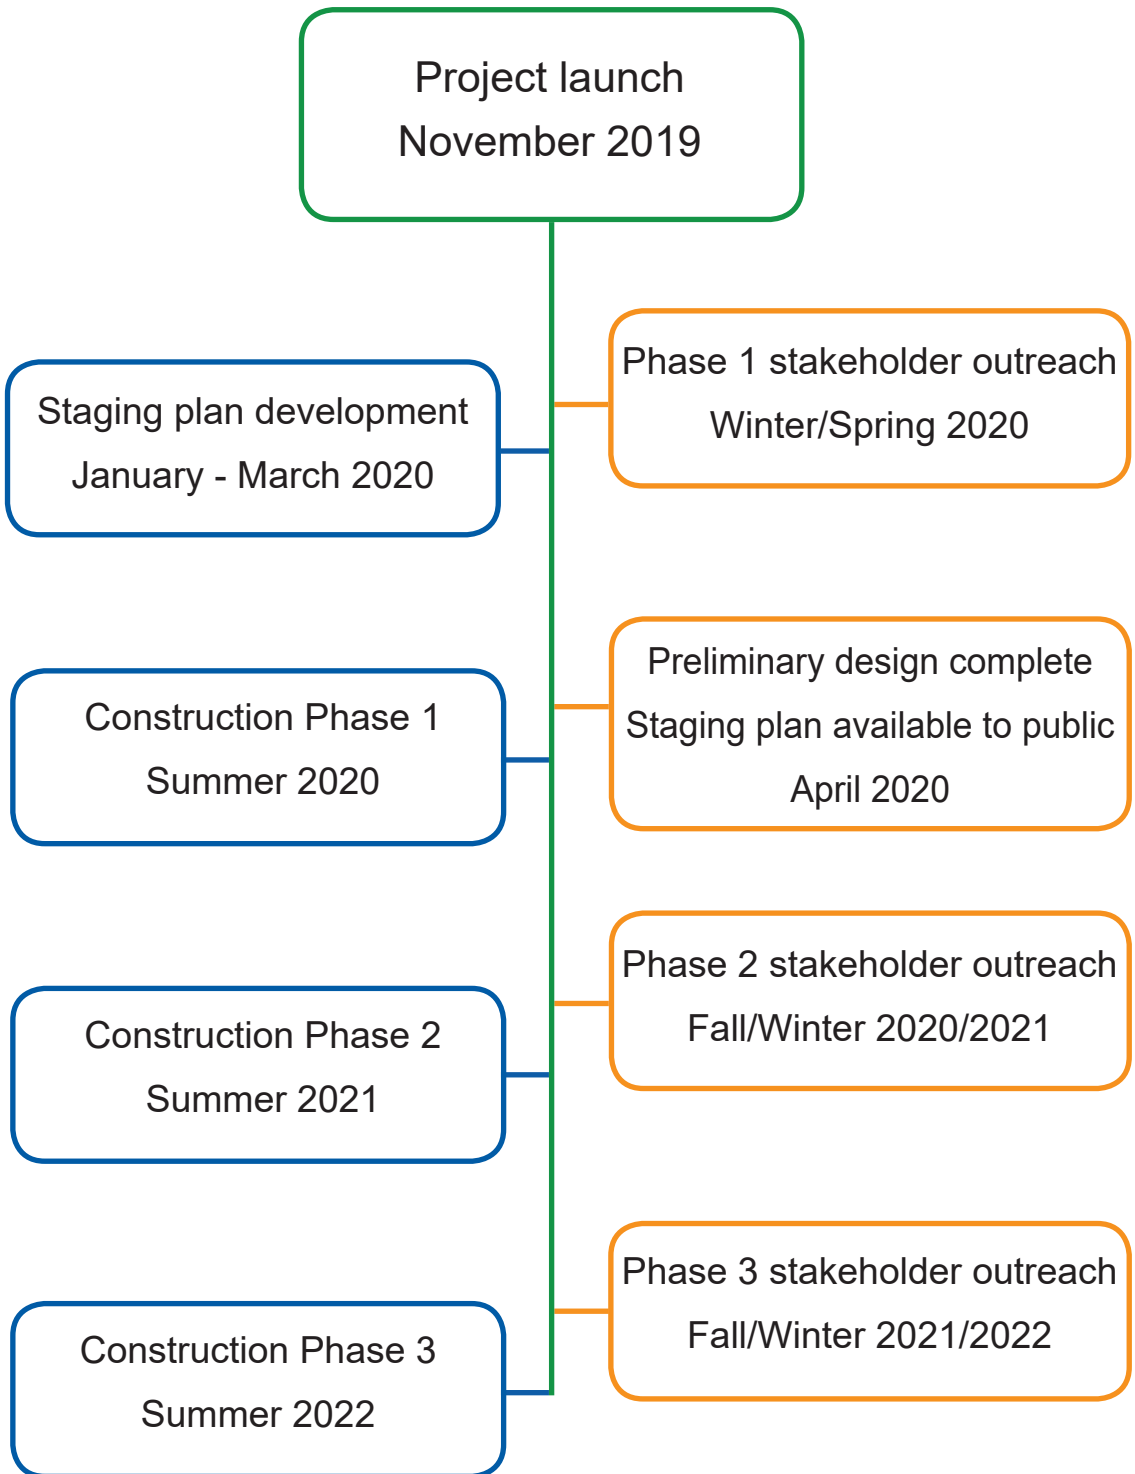 Project launch
November 2019
Phase 1 stakeholder outreach
Winter/Spring 2020
Staging plan development
January - March 2020
Preliminary design complete
Staging plan available to public
April 2020
Construction Phase 1
Summer 2020
Phase 2 stakeholder outreach
Fall/Winter 2020/2021
Construction Phase 2
Summer 2021
Phase 3 stakeholder outreach
Fall/Winter 2021/2022
Construction Phase 3
Summer 2022